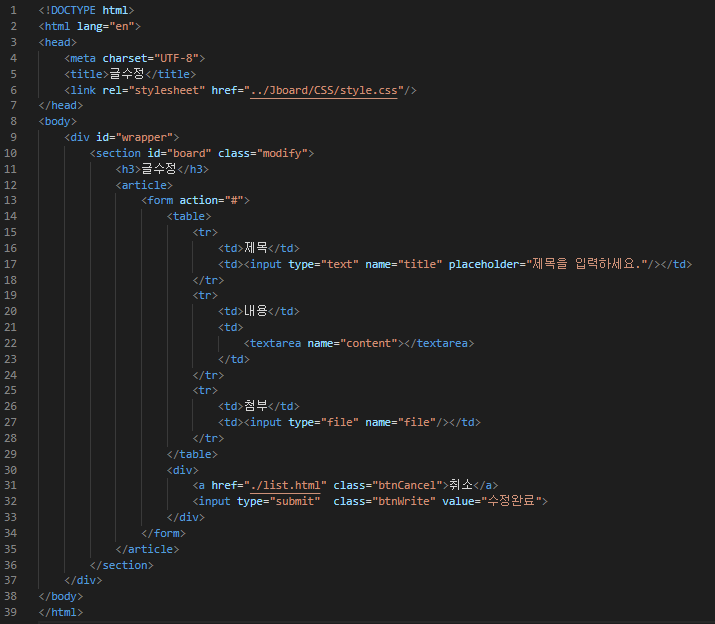 1 <!DOCTYPE html>
2 <html lang="en">
3 <head>
4 <meta charset="UTF-8">
5 <title>글수정</title>
6 <link rel="stylesheet" href="../Jboard/CSS/style.css"/>
7 </head>
8 <body>
9 <div id="wrapper">
10 <section id="board" class="modify">
11 <h3>글수정</h3>
12 <article>
13 <form action="#">
14 <table>
15 <tr>
16 <td>제목</td>
17 <td><input type="text" name="title" placeholder="제목을 입력하세요."/></td>
18 </tr>
19 <tr>
20 <td>내용</td>
21 <td>
22 <textarea name="content"></textarea>
23 </td>
24 </tr>
25 <tr>
26 <td>첨부</td>
27 <td><input type="file" name="file"/></td>
28 </tr>
29 </table>
30 <div>
31 <a href="./list.html" class="btnCancel">취소</a>
32 <input type="submit"  class="btnWrite" value="수정완료">
33 </div>
34 </form>
35 </article>
36 </section>
37 </div>
38 </body>
39 </html>